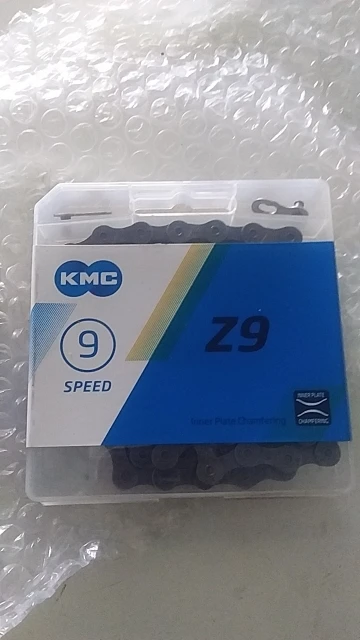 KMC
9
SPEED
Z9
Inner Plate Chamfering
INNER PLATE
CHAMFERING